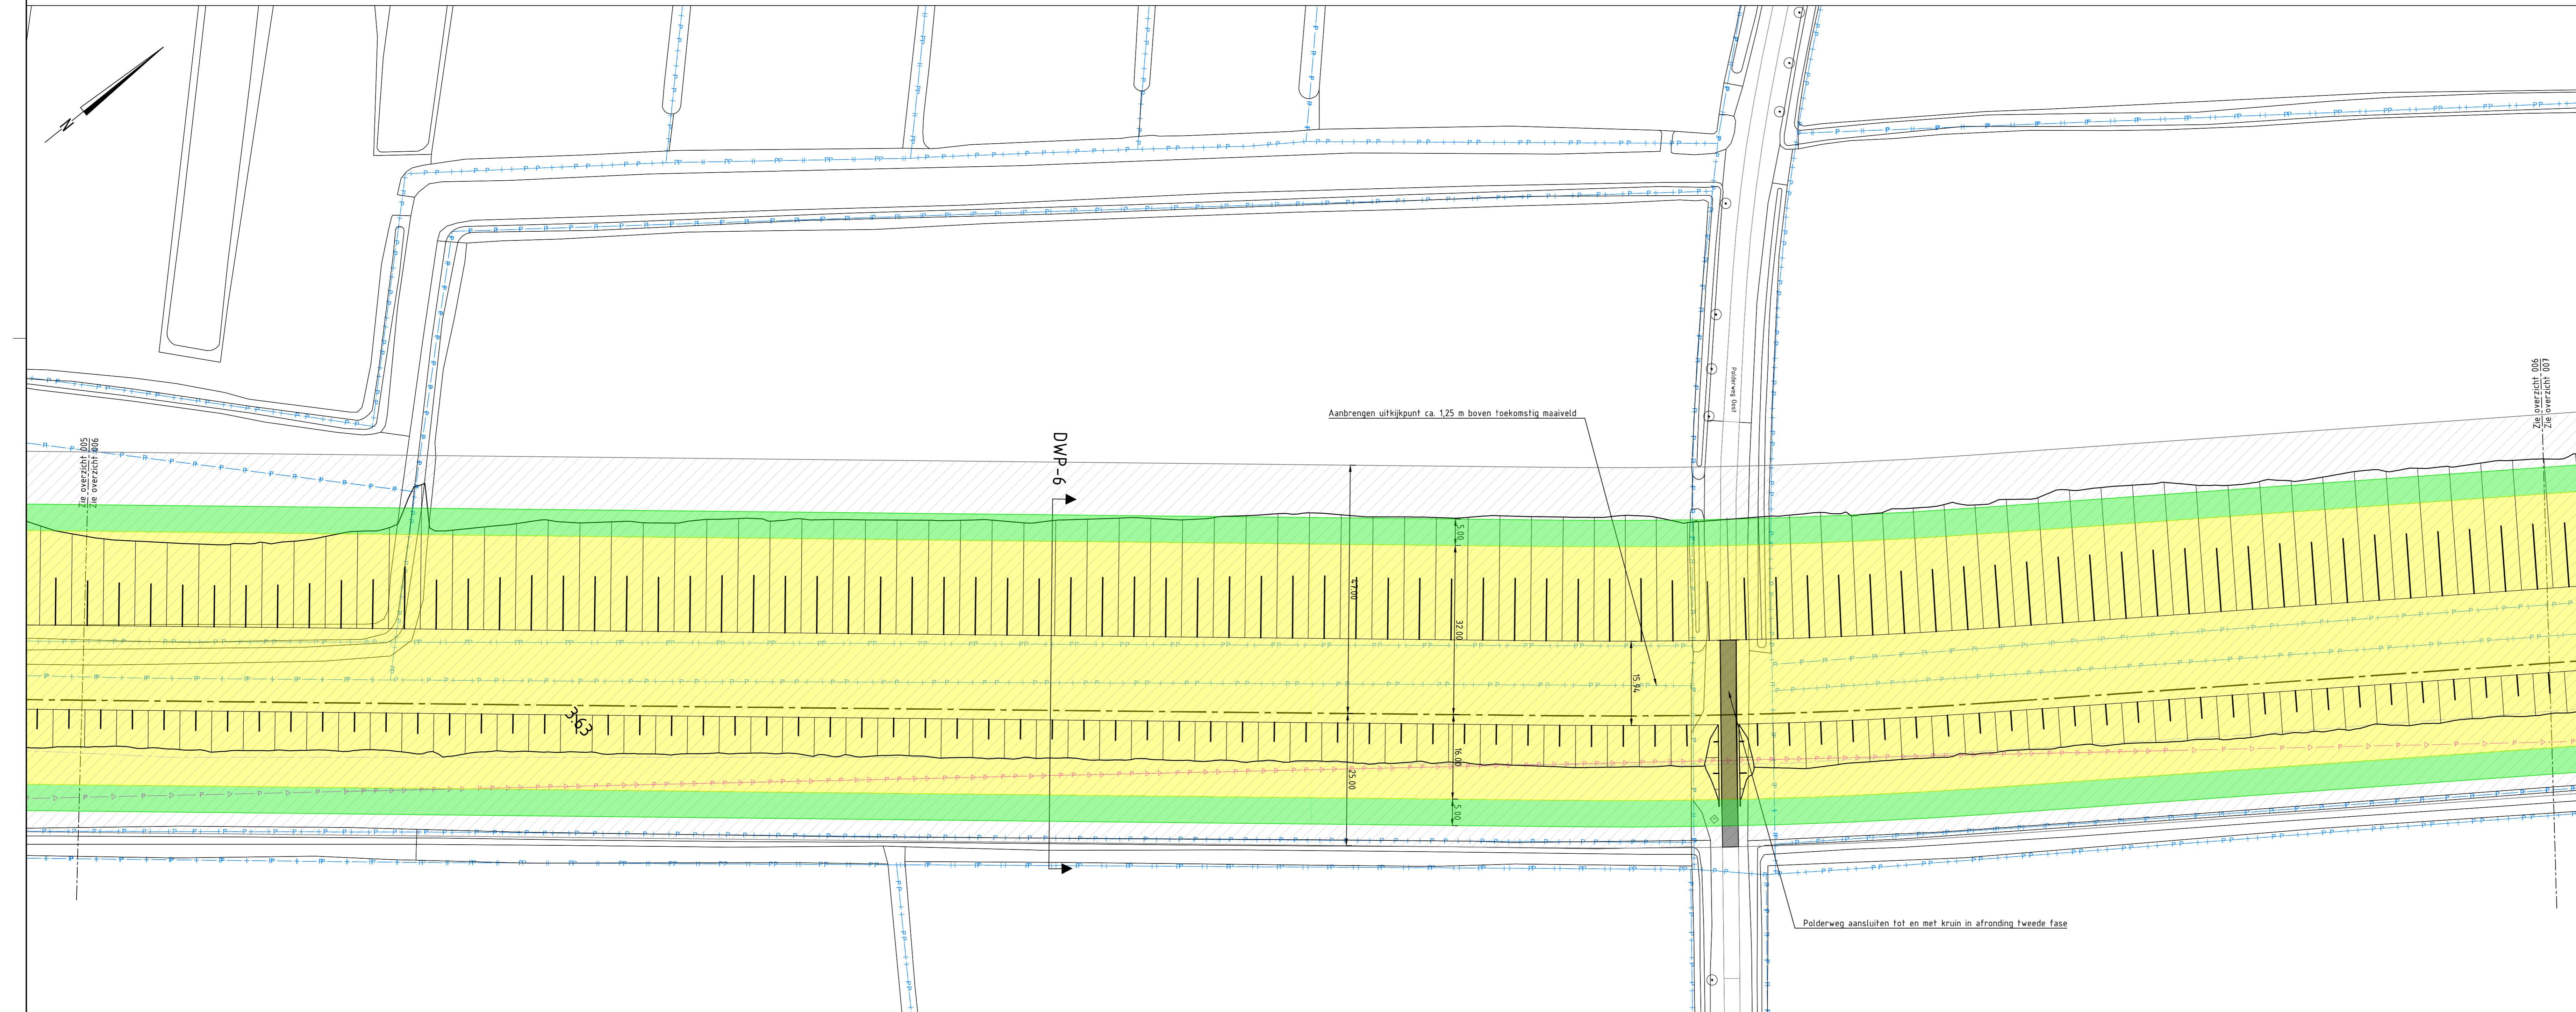 N
Polderweg Oost
Zie overzicht 006
Zie overzicht 007
Aanbrengen uitkijkpunt ca. 1,25 m boven toekomstig maaiveld
Zie overzicht 005
Zie overzicht 006
DWP-6
5.00
47.00
32.00
15.94
3.63
16.00
25.00
5.00
Polderweg aansluiten tot en met kruin in afronding tweede fase